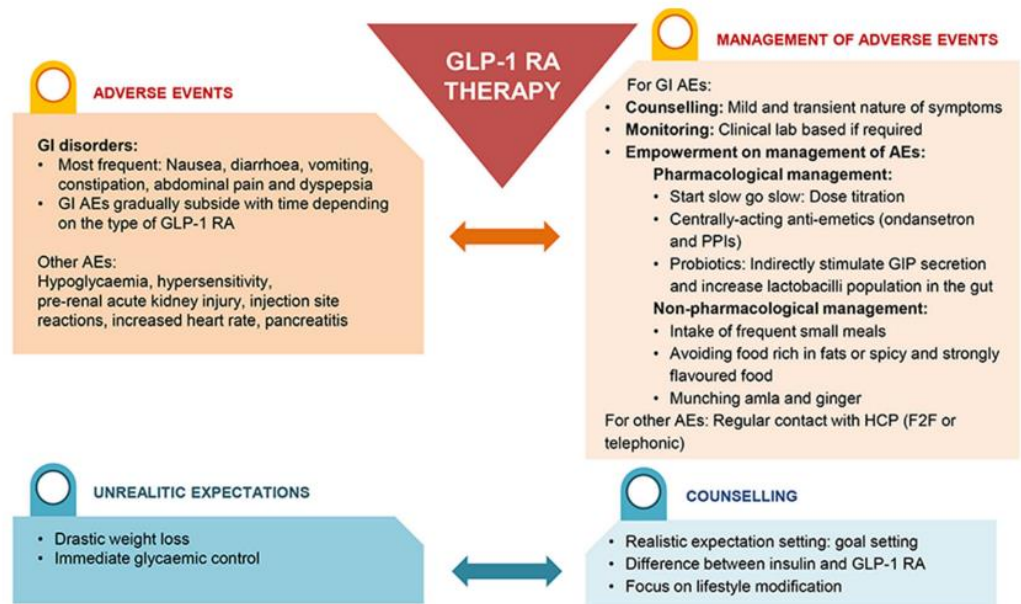 GLP-1 RA
THERAPY
ADVERSE EVENTS
GI disorders:
• Most frequent: Nausea, diarrhoea, vomiting,
constipation, abdominal pain and dyspepsia
• GI AEs gradually subside with time depending
on the type of GLP-1 RA
Other AEs:
Hypoglycaemia, hypersensitivity,
pre-renal acute kidney injury, injection site
reactions, increased heart rate, pancreatitis
MANAGEMENT OF ADVERSE EVENTS
For GI AEs:
• Counselling: Mild and transient nature of symptoms
• Monitoring: Clinical lab based if required
• Empowerment on management of AEs:
Pharmacological management:
• Start slow go slow: Dose titration
• Centrally-acting anti-emetics (ondansetron
and PPIs)
• Probiotics: Indirectly stimulate GIP secretion
and increase lactobacilli population in the gut
Non-pharmacological management:
• Intake of frequent small meals
• Avoiding food rich in fats or spicy and strongly
flavoured food
• Munching amla and ginger
For other AEs: Regular contact with HCP (F2F or
telephonic)
UNREALITIC EXPECTATIONS
• Drastic weight loss
• Immediate glycaemic control
COUNSELLING
• Realistic expectation setting: goal setting
• Difference between insulin and GLP-1 RA
• Focus on lifestyle modification